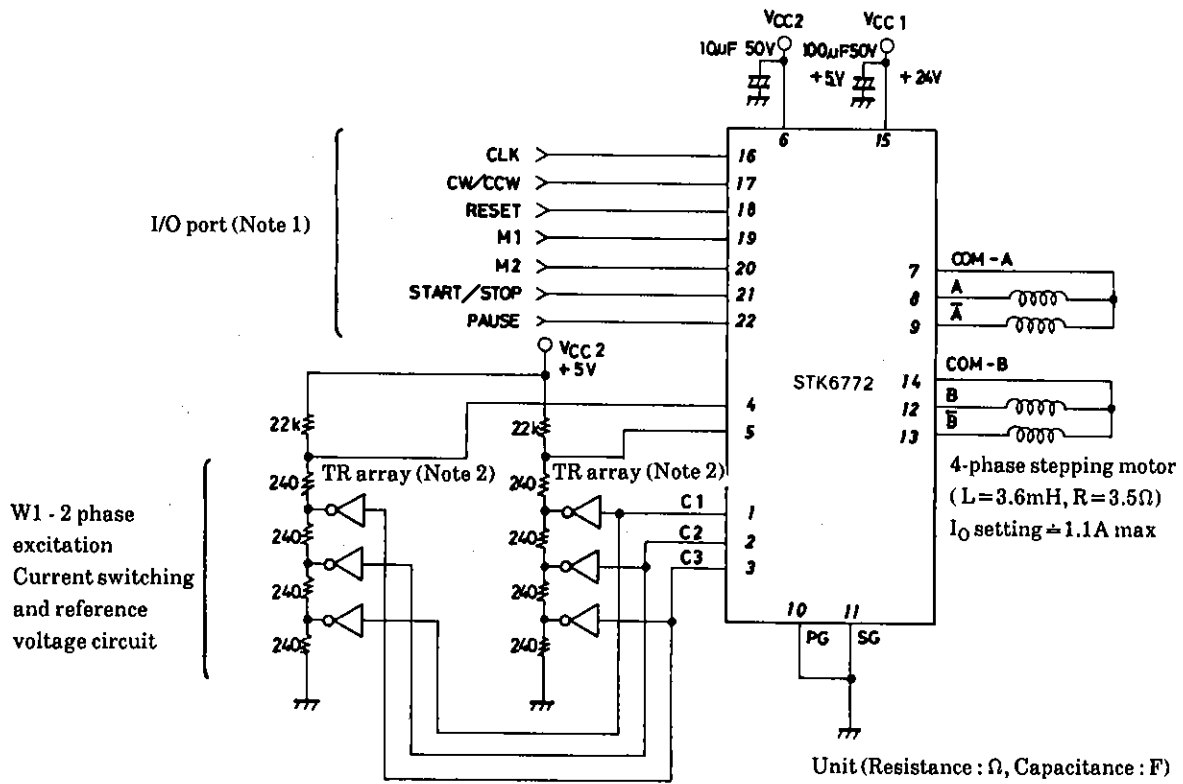 VCC2
VCC1
10µF 50V
100µF50V
+5V
+24V
6
15
I/O port (Note 1)
CLK
16
CW/CCW
17
RESET
18
M1
19
M2
20
START/STOP
21
PAUSE
22
COM-A
7
A
8
A̅
9
COM-B
14
B
12
B̅
13
STK6772
VCC2
+5V
4
5
22k
22k
TR array (Note 2)
TR array (Note 2)
240
240
240
240
240
240
240
240
C1
1
C2
2
C3
3
10
11
PG
SG
4-phase stepping motor
(L=3.6mH, R=3.5Ω)
IO setting≐1.1A max
W1 - 2 phase
excitation
Current switching
and reference
voltage circuit
Unit (Resistance : Ω, Capacitance : F)